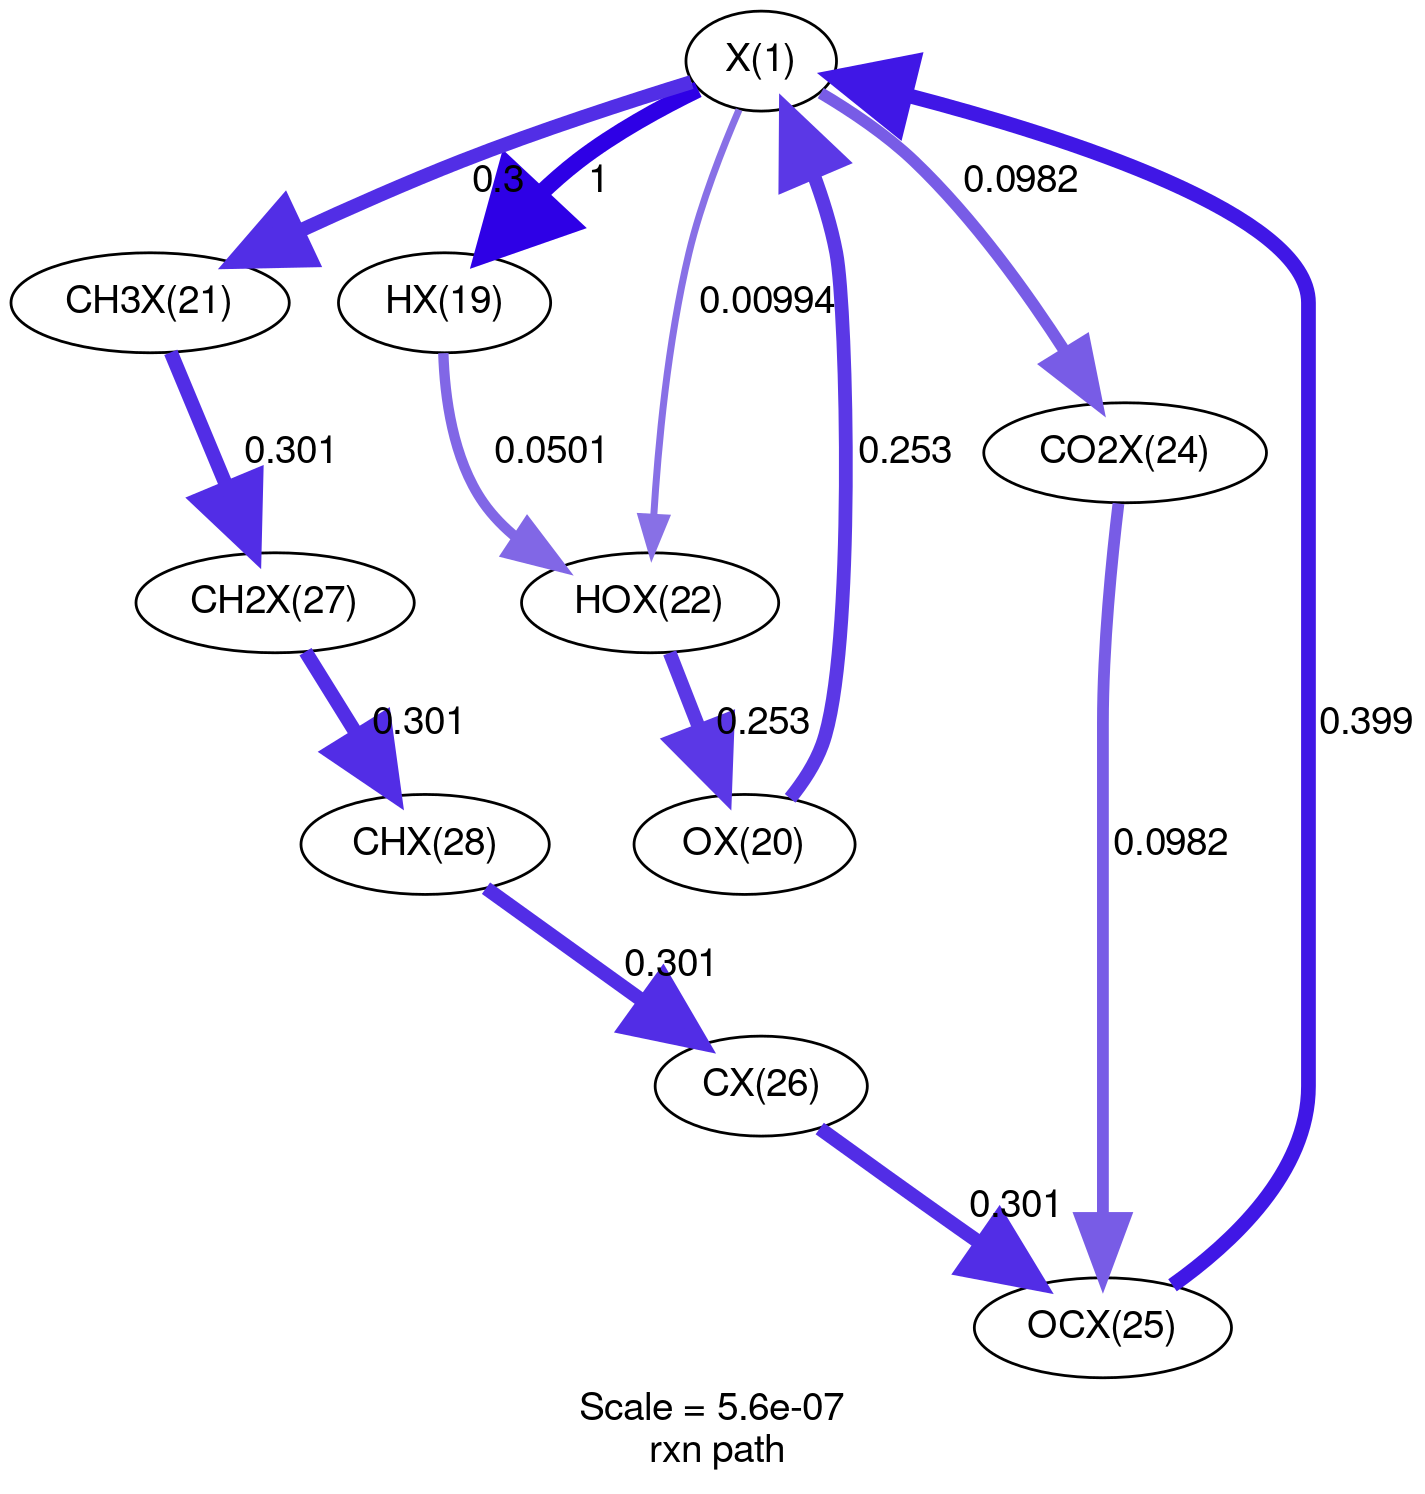 X(1)
0.3
1
0.0982
CH3X(21)
HX(19)
0.00994
0.301
0.0501
0.253
CO2X(24)
CH2X(27)
HOX(22)
0.301
0.253
0.399
CHX(28)
OX(20)
0.0982
0.301
CX(26)
0.301
OCX(25)
Scale = 5.6e-07
rxn path